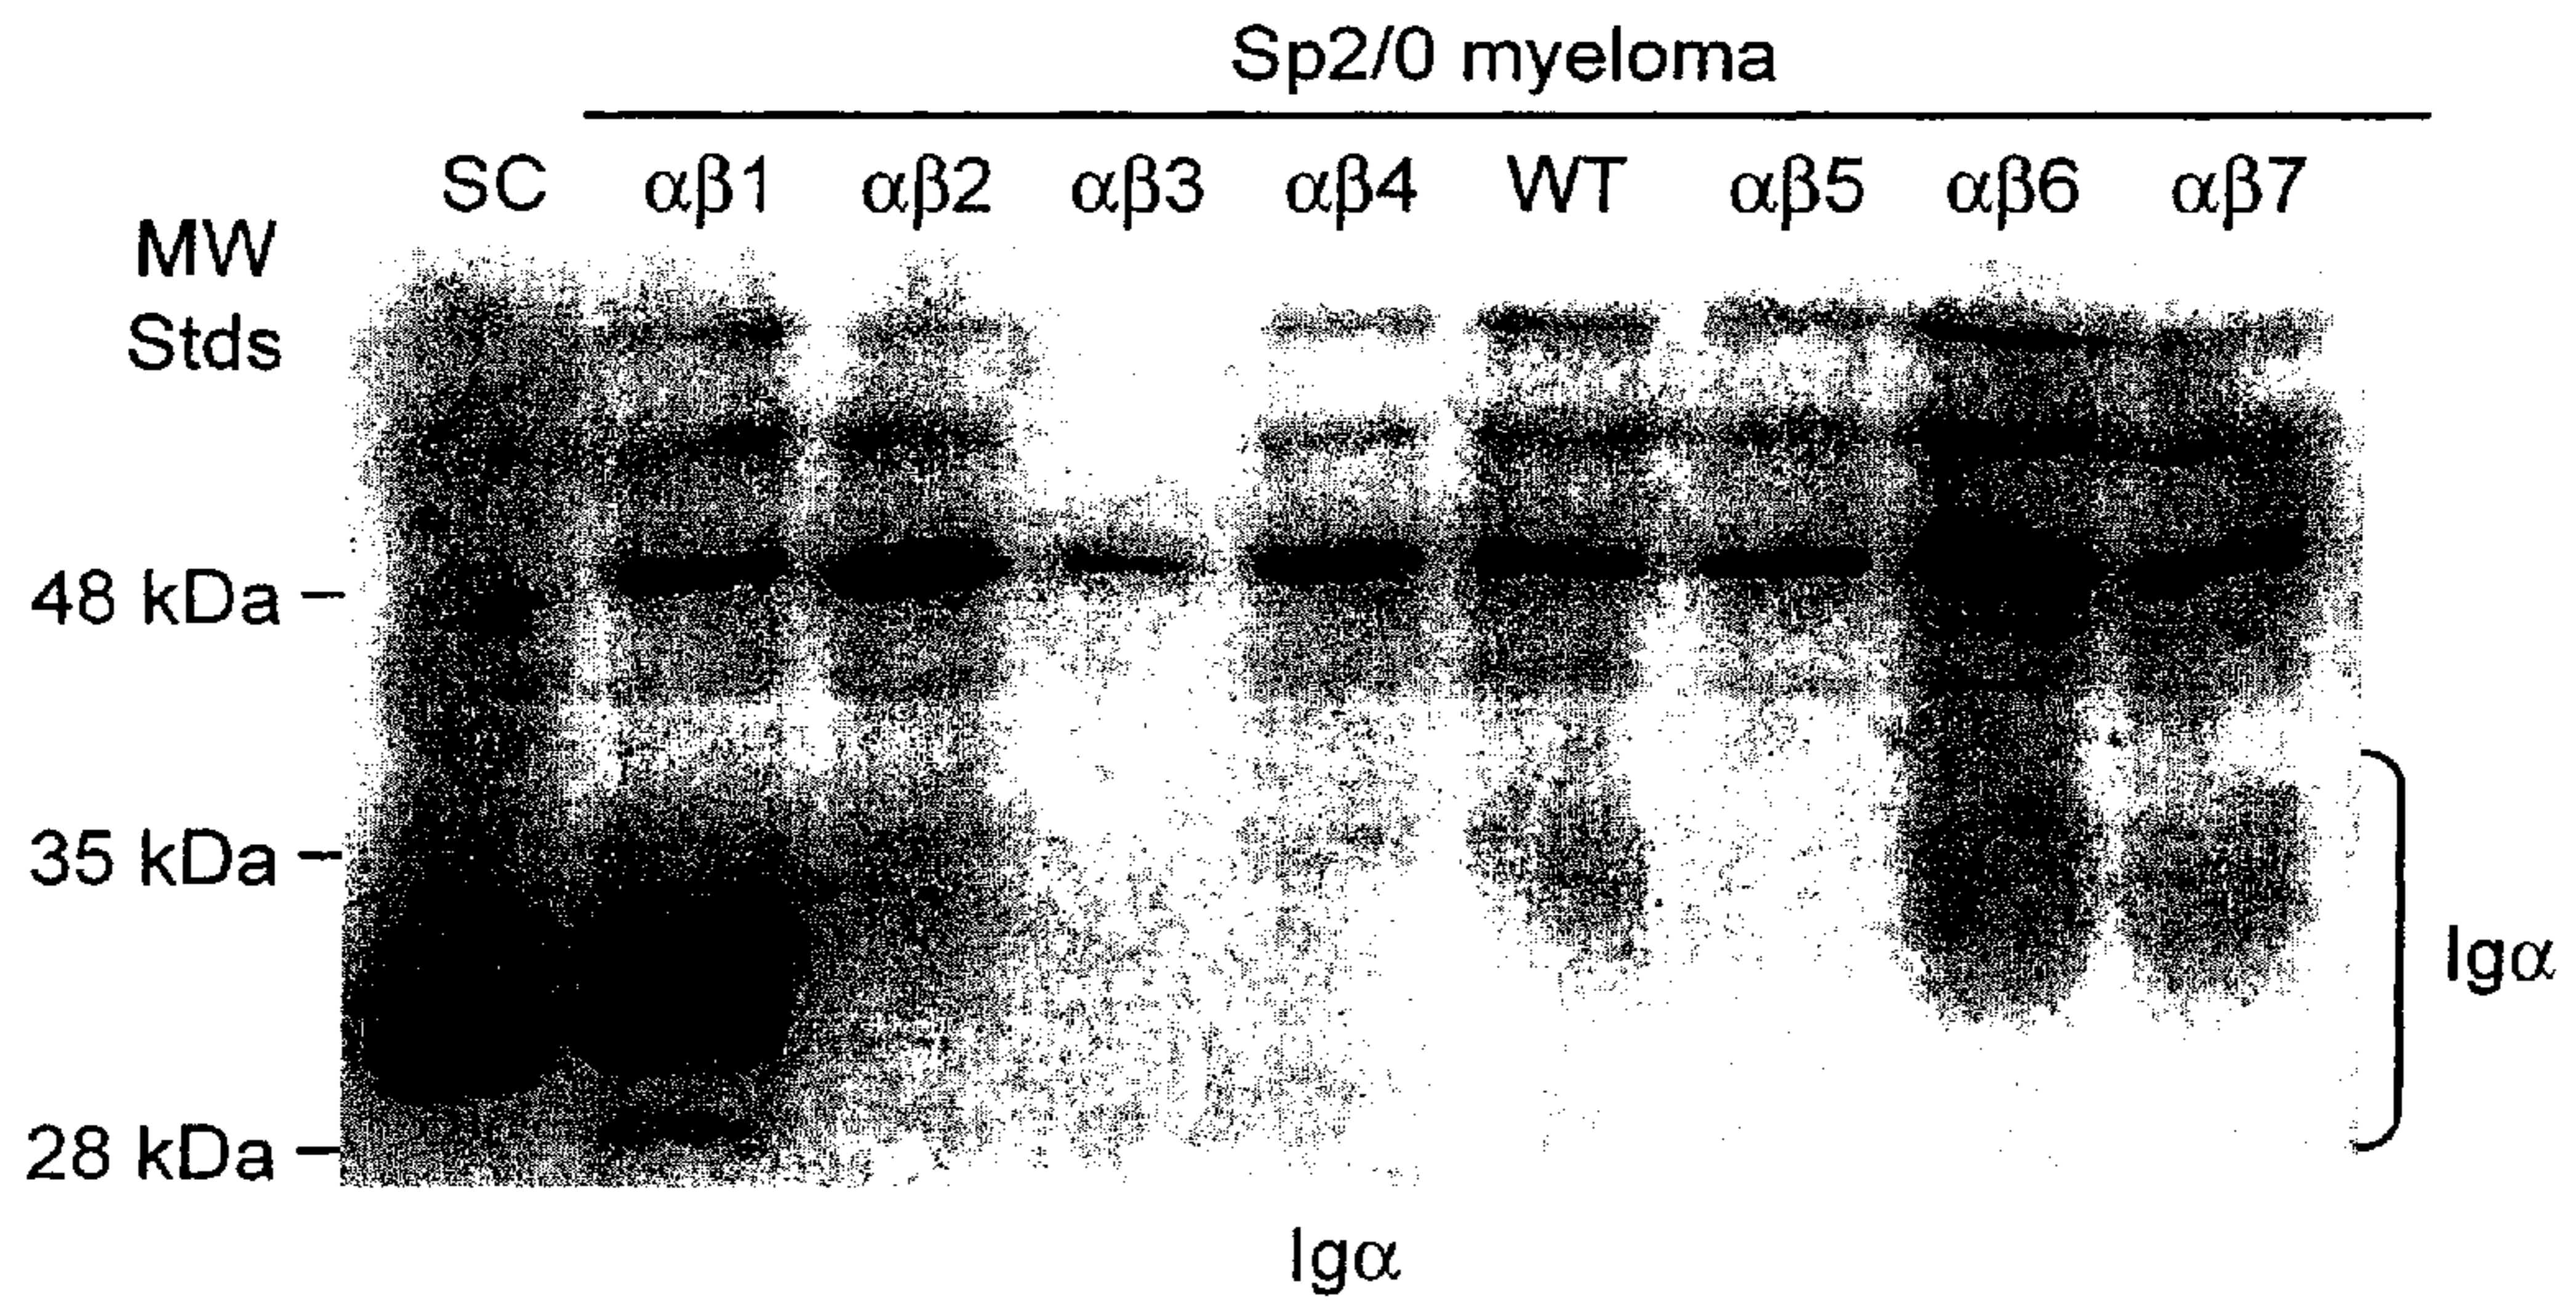 Sp2/0 myeloma
SC αβ1 αβ2 αβ3 αβ4 WT αβ5 αβ6 αβ7
MW
Stds
48 kDa
35 kDa
Igα
28 kDa
Igα